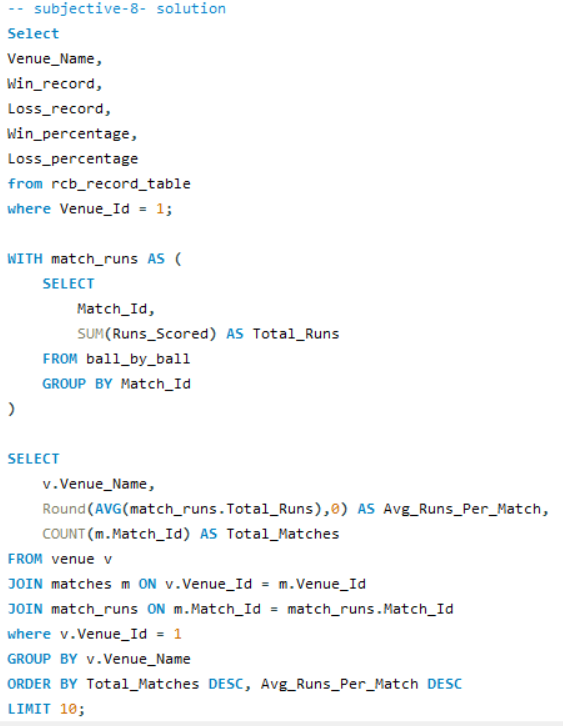 -- subjective-8- solution
Select
Venue_Name,
Win_record,
Loss_record,
Win_percentage,
Loss_percentage
from rcb_record_table
where Venue_Id = 1;
WITH match_runs AS (
SELECT
Match_Id,
SUM(Runs_Scored) AS Total_Runs
FROM ball_by_ball
GROUP BY Match_Id
)
SELECT
v.Venue_Name,
Round(AVG(match_runs.Total_Runs),0) AS Avg_Runs_Per_Match,
COUNT(m.Match_Id) AS Total_Matches
FROM venue v
JOIN matches m ON v.Venue_Id = m.Venue_Id
JOIN match_runs ON m.Match_Id = match_runs.Match_Id
where v.Venue_Id = 1
GROUP BY v.Venue_Name
ORDER BY Total_Matches DESC, Avg_Runs_Per_Match DESC
LIMIT 10;